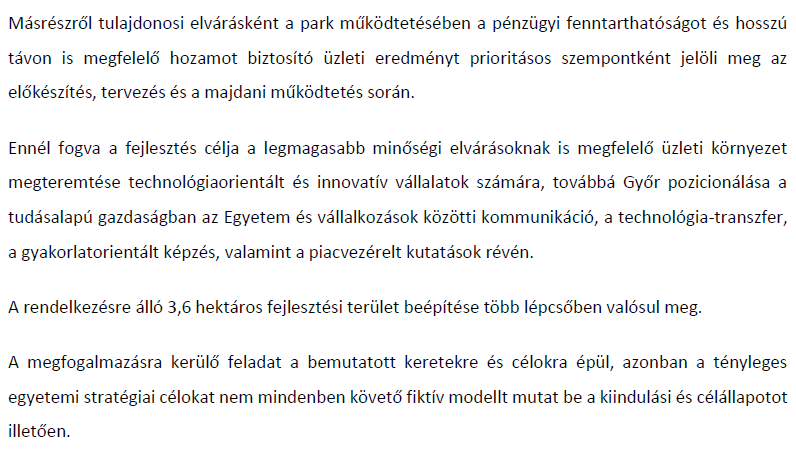 Másrészről tulajdonosi elvárásként a park működtetésében a pénzügyi fenntarthatóságot és hosszú
távon is megfelelő hozamot biztosító üzleti eredményt prioritásos szempontként jelöli meg az
előkészítés, tervezés és a majdani működtetés során.
Ennél fogva a fejlesztés célja a legmagasabb minőségi elvárásoknak is megfelelő üzleti környezet
megteremtése technológiaorientált és innovatív vállalatok számára, továbbá Győr pozicionálása a
tudásalapú gazdaságban az Egyetem és vállalkozások közötti kommunikáció, a technológia-transzfer,
a gyakorlatorientált képzés, valamint a piacvezérelt kutatások révén.
A rendelkezésre álló 3,6 hektáros fejlesztési terület beépítése több lépcsőben valósul meg.
A megfogalmazásra kerülő feladat a bemutatott keretekre és célokra épül, azonban a tényleges
egyetemi stratégiai célokat nem mindenben követő fiktív modellt mutat be a kiindulási és célállapotot
illetően.